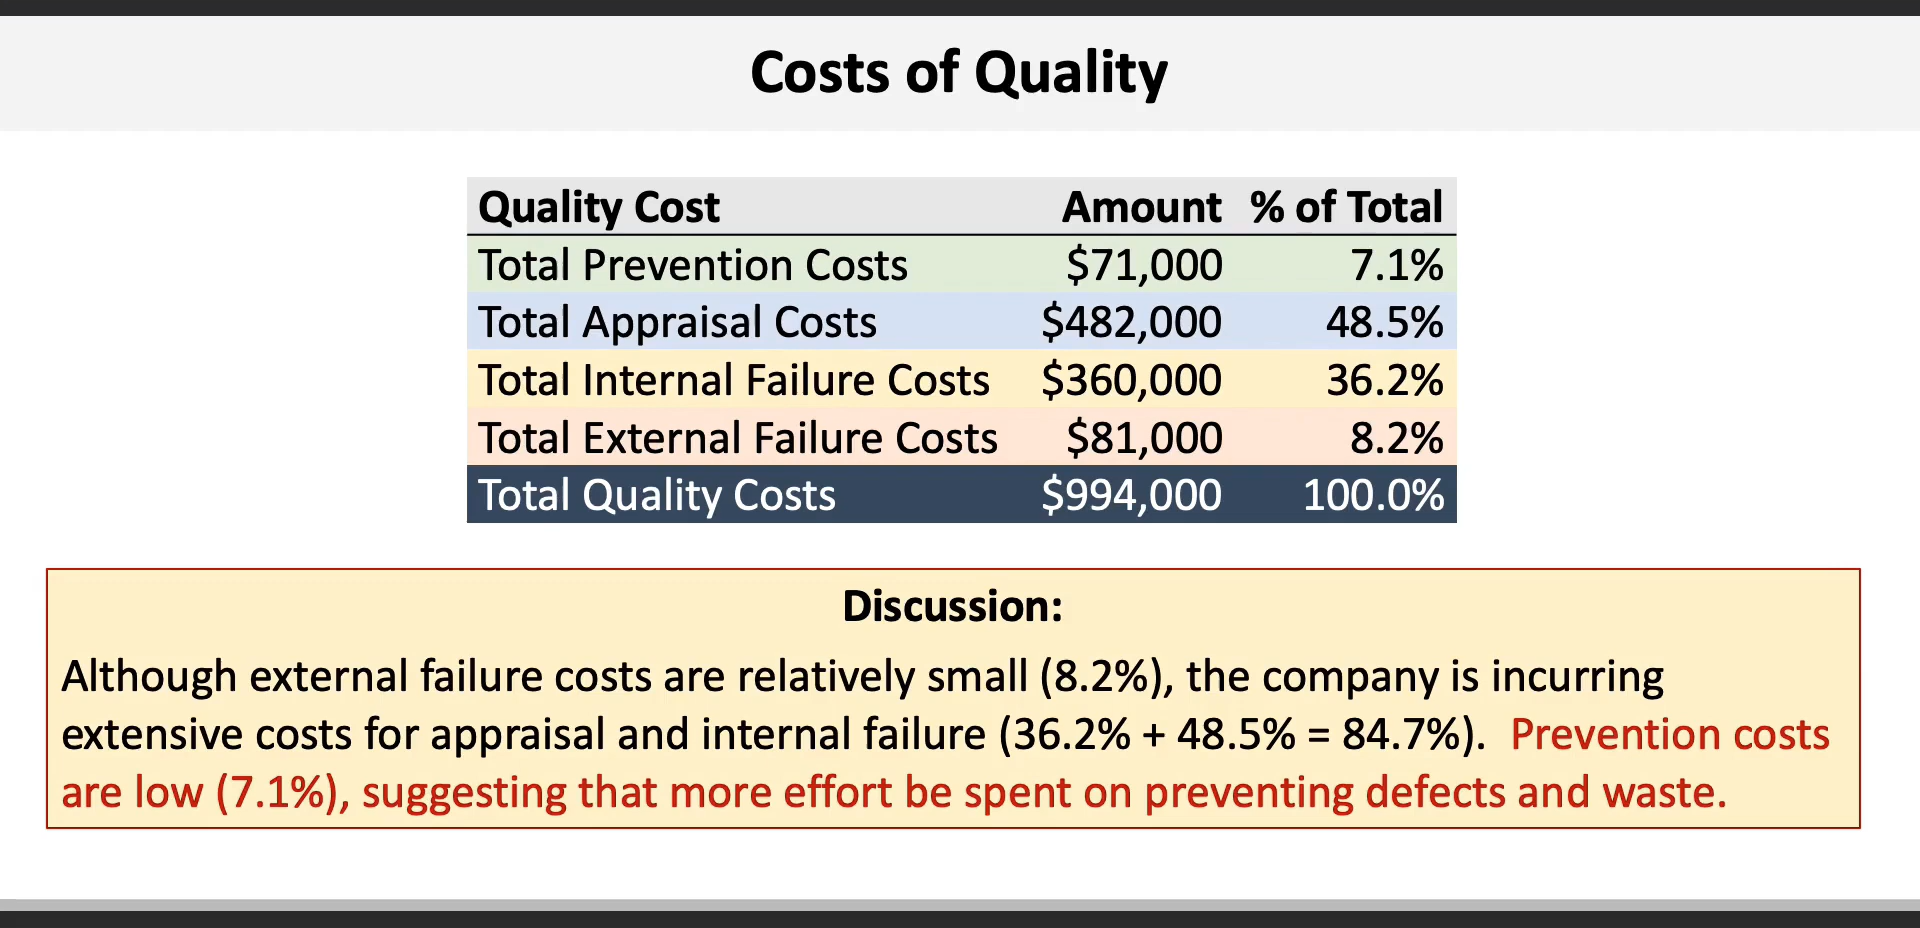 Costs of Quality
Quality Cost Amount % of Total
Total Prevention Costs $71,000 7.1%
Total Appraisal Costs $482,000 48.5%
Total Internal Failure Costs $360,000 36.2%
Total External Failure Costs $81,000 8.2%
Total Quality Costs $994,000 100.0%
Discussion:
Although external failure costs are relatively small (8.2%), the company is incurring
extensive costs for appraisal and internal failure (36.2% + 48.5% = 84.7%). Prevention costs
are low (7.1%), suggesting that more effort be spent on preventing defects and waste.